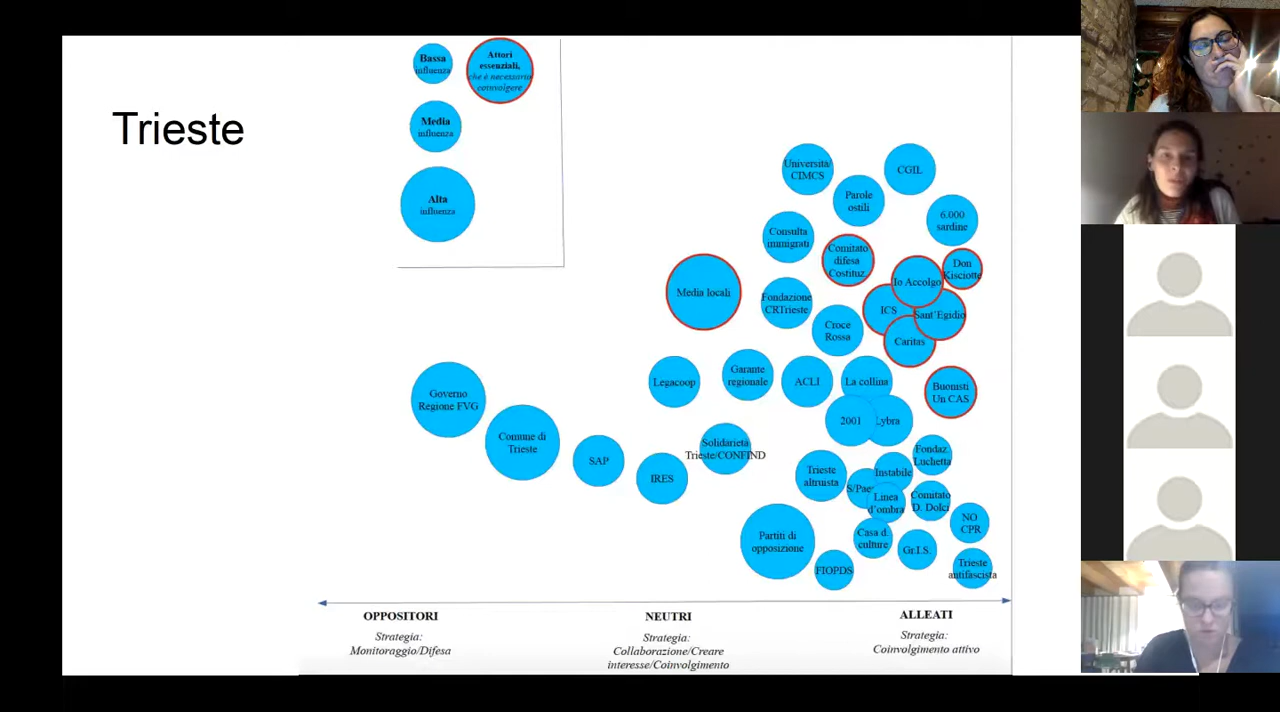 Trieste
Bassa
influenza
Attori
essenziali,
che è necessario
coinvolgere
Media
influenza
Alta
influenza
Università/
CIMCS
CGIL
Parole
ostili
6.000
sardine
Consulta
immigrati
Comitato
difesa
Costituz.
Don
Kisciotte
Io Accolgo
Media locali
Fondazione
CRTrieste
ICS
Sant'Egidio
Croce
Rossa
Caritas
Legacoop
Garante
regionale
ACLI
La collina
Buonisti
Un CAS
Governo
Regione FVG
2001
Lybra
Comune di
Trieste
SAP
Solidarietà
Trieste/CONFIND
IRES
Fondaz.
Luchetta
Trieste
altruista
Instabile
S/Pae
Linea
d'ombra
Comitato
D. Dolci
NO
CPR
Partiti di
opposizione
Casa d.
culture
Gr.I.S.
FIOPDS
Trieste
antifascista
OPPOSITORI
Strategia:
Monitoraggio/Difesa
NEUTRI
Strategia:
Collaborazione/Creare
interesse/Coinvolgimento
ALLEATI
Strategia:
Coinvolgimento attivo